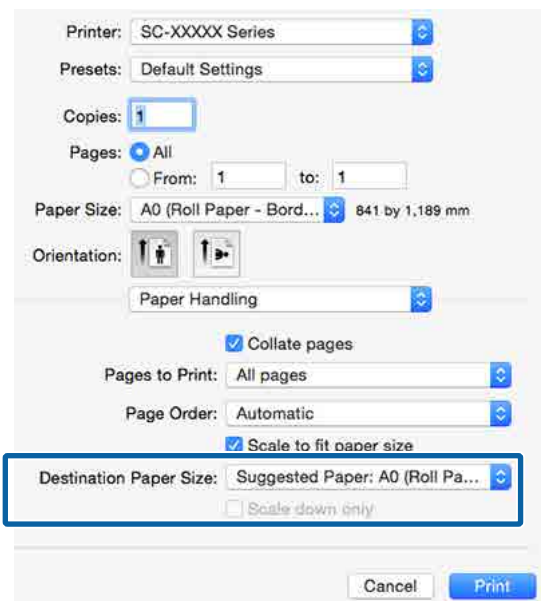 Printer: SC-XXXXX Series
Presets: Default Settings
Copies: 1
Pages: All
From: 1 to: 1
Paper Size: A0 (Roll Paper - Bord... 841 by 1,189 mm
Orientation:
Paper Handling
Collate pages
Pages to Print: All pages
Page Order: Automatic
Scale to fit paper size
Destination Paper Size: Suggested Paper: A0 (Roll Pa...
Scale down only
Cancel Print